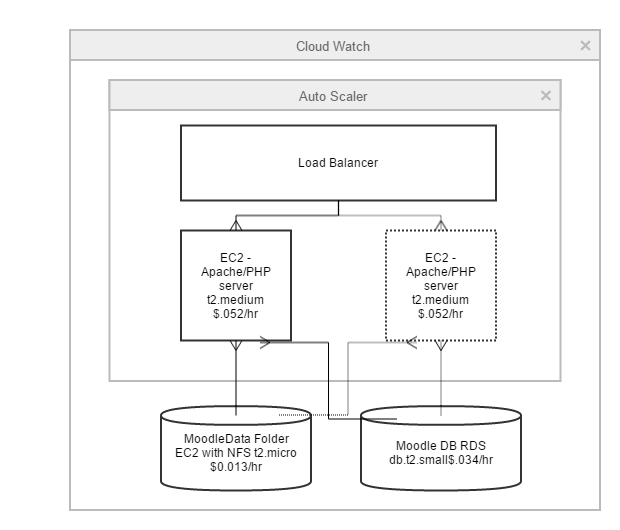 Cloud Watch
Auto Scaler
Load Balancer
EC2 -
Apache/PHP
server
t2.medium
$.052/hr
EC2 -
Apache/PHP
server
t2.medium
$.052/hr
MoodleData Folder
EC2 with NFS t2.micro
$0.013/hr
Moodle DB RDS
db.t2.small$.034/hr